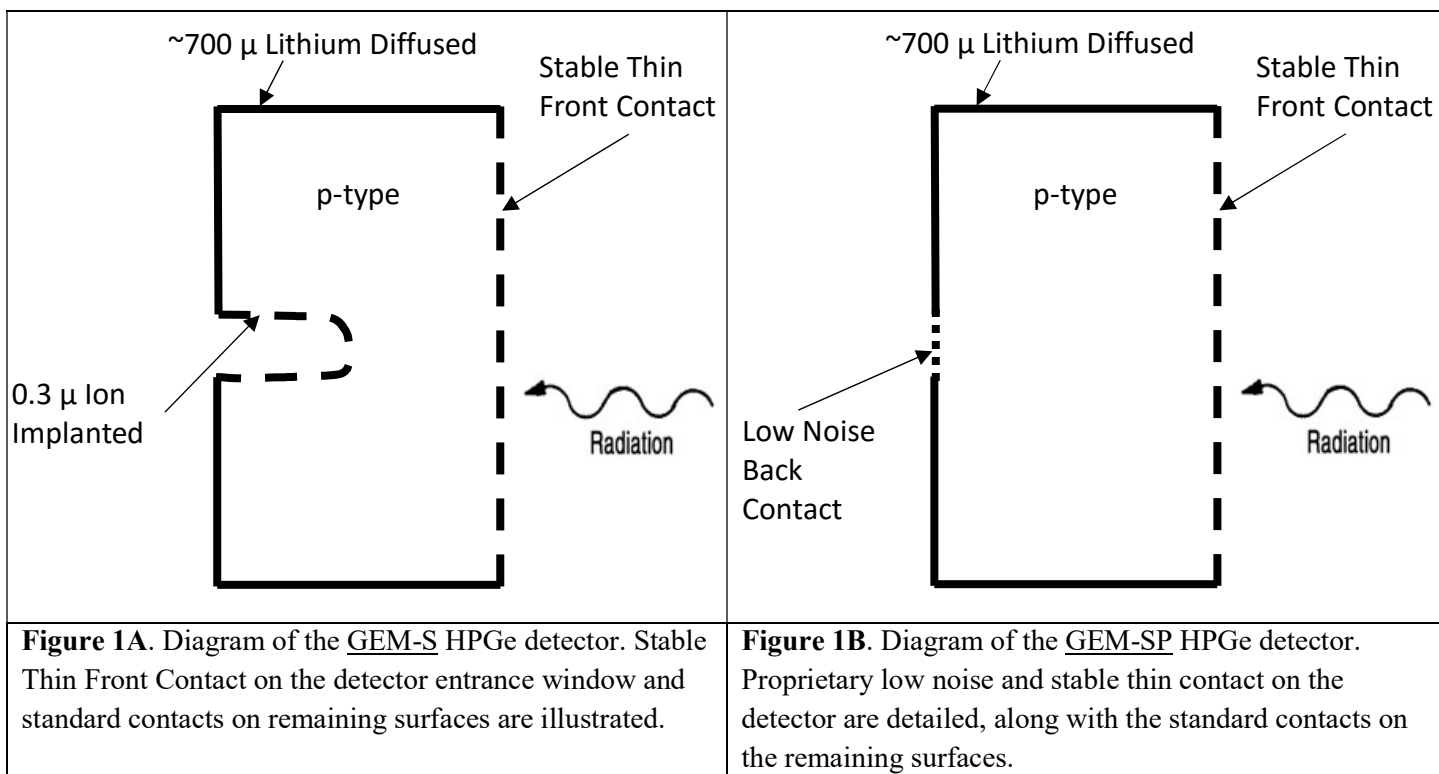 ~700 μ Lithium Diffused
Stable Thin
Front Contact
p-type
0.3 μ Ion
Implanted
Radiation
~700 μ Lithium Diffused
Stable Thin
Front Contact
p-type
Low Noise
Back
Contact
Radiation
Figure 1A. Diagram of the GEM-S HPGe detector. Stable
Thin Front Contact on the detector entrance window and
standard contacts on remaining surfaces are illustrated.
Figure 1B. Diagram of the GEM-SP HPGe detector.
Proprietary low noise and stable thin contact on the
detector are detailed, along with the standard contacts on
the remaining surfaces.